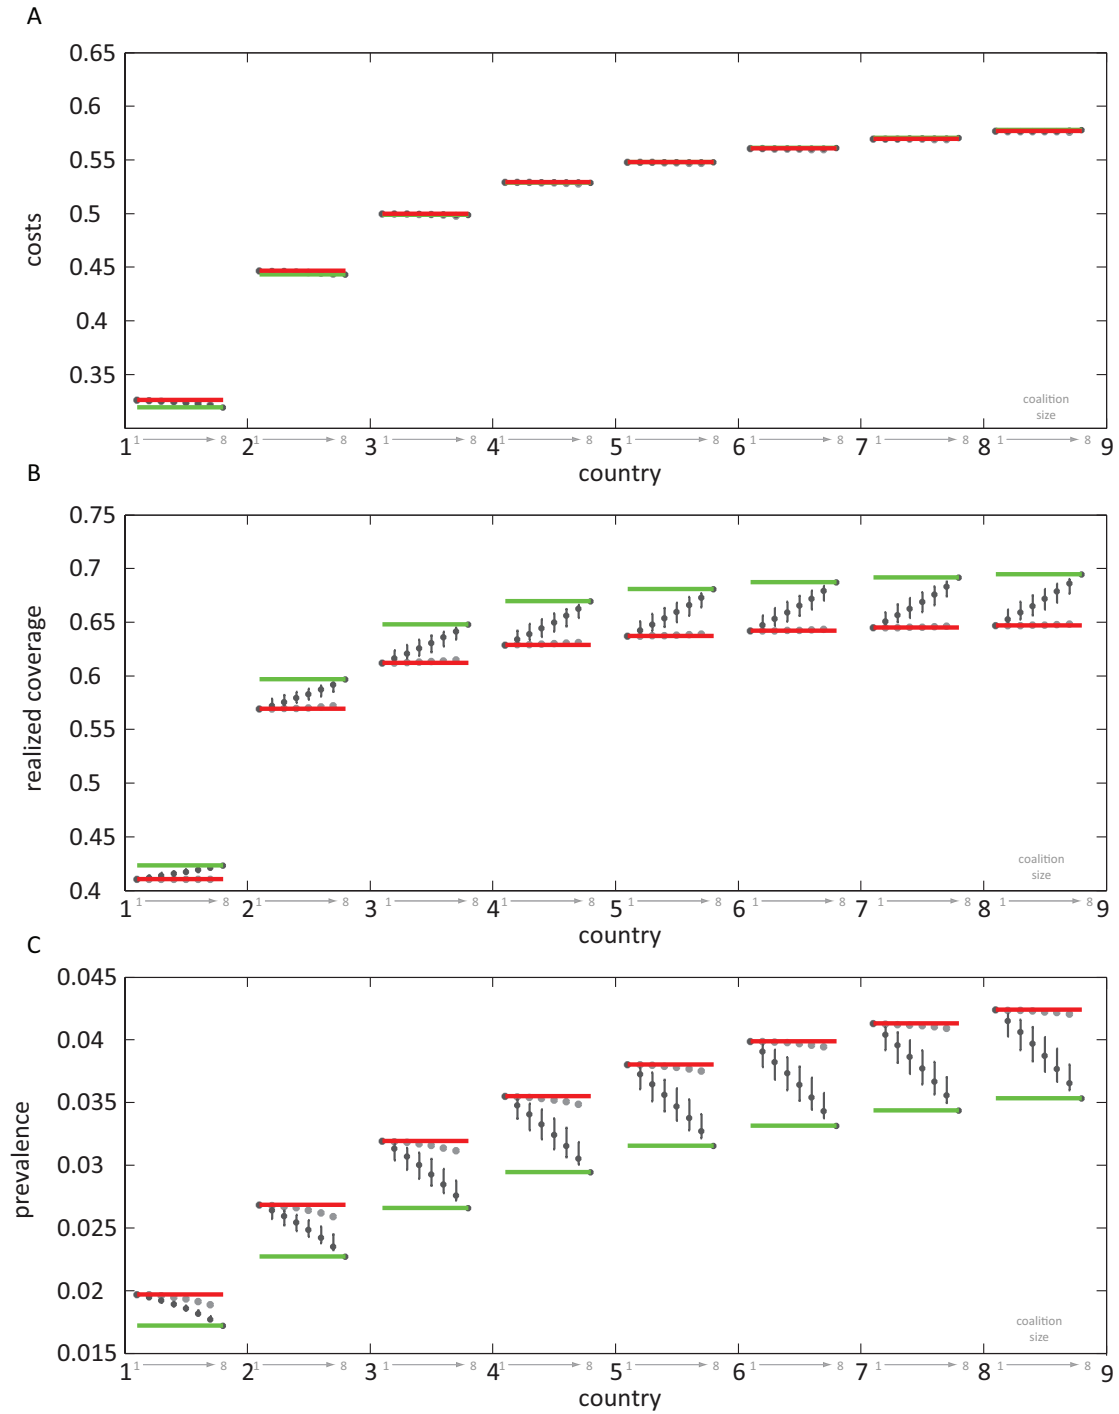 A
0.65
0.6
0.55
0.5
0.45
0.4
0.35
costs
coalition
size
1 8 1 8 1 8 1 8 1 8 1 8 1 8 1 8
1 2 3 4 5 6 7 8 9
country
B
0.75
0.7
0.65
0.6
0.55
0.5
0.45
0.4
realized coverage
coalition
size
1 8 1 8 1 8 1 8 1 8 1 8 1 8 1 8
1 2 3 4 5 6 7 8 9
country
C
0.045
0.04
0.035
0.03
0.025
0.02
0.015
prevalence
coalition
size
1 8 1 8 1 8 1 8 1 8 1 8 1 8 1 8
1 2 3 4 5 6 7 8 9
country